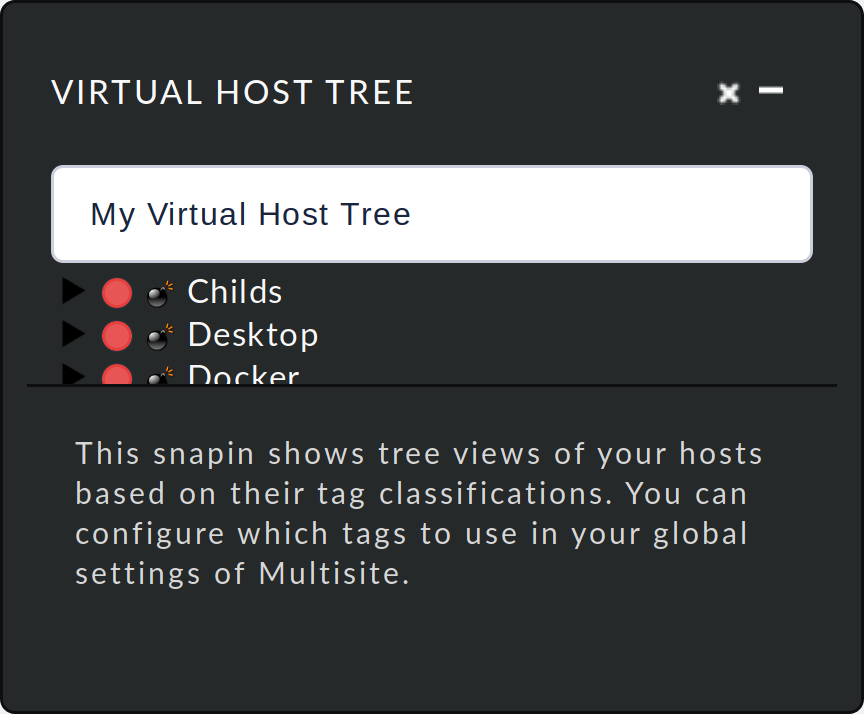 VIRTUAL HOST TREE
My Virtual Host Tree
Childs
Desktop
Docker
This snapin shows tree views of your hosts
based on their tag classifications. You can
configure which tags to use in your global
settings of Multisite.